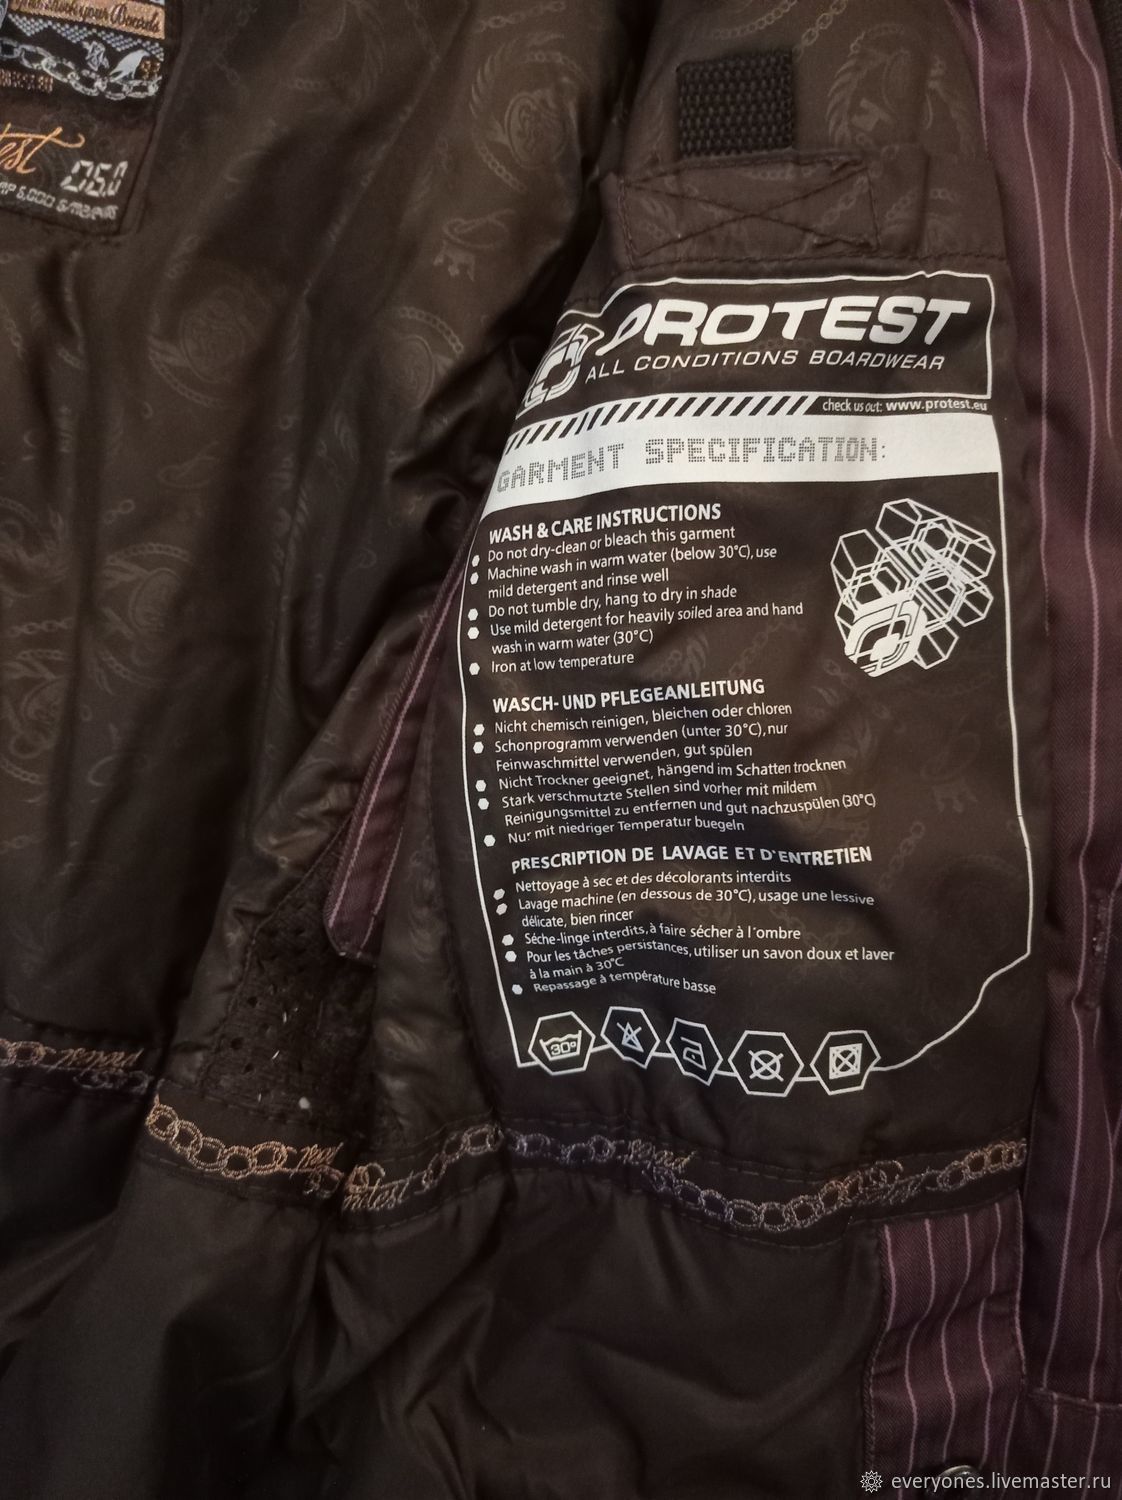 your Boards
est 05.0
5,000
PROTEST
ALL CONDITIONS BOARDWEAR
check us out: www.protest.eu
GARMENT SPECIFICATION:
WASH & CARE INSTRUCTIONS
Do not dry-clean or bleach this garment
Machine wash in warm water (below 30°C), use
mild detergent and rinse well
Do not tumble dry, hang to dry in shade
Use mild detergent for heavily soiled area and hand
wash in warm water (30°C)
Iron at low temperature
WASCH- UND PFLEGEANLEITUNG
Nicht chemisch reinigen, bleichen oder chloren
Schonprogramm verwenden (unter 30°C), nur
Feinwaschmittel verwenden, gut spülen
Nicht Trockner geeignet, hängend im Schatten trocknen
Stark verschmutzte Stellen sind vorher mit mildem
Reinigungsmittel zu entfernen und gut nachzuspülen (30°C)
Nur mit niedriger Temperatur buegeln
PRESCRIPTION DE LAVAGE ET D'ENTRETIEN
Nettoyage à sec et des décolorants interdits
Lavage machine (en dessous de 30°C), usage une lessive
délicate, bien rincer
Séche-linge interdits, à faire sécher à l'ombre
Pour les tâches persistances, utiliser un savon doux et laver
à la main à 30°C
Repassage à température basse
30°
everyones.livemaster.ru